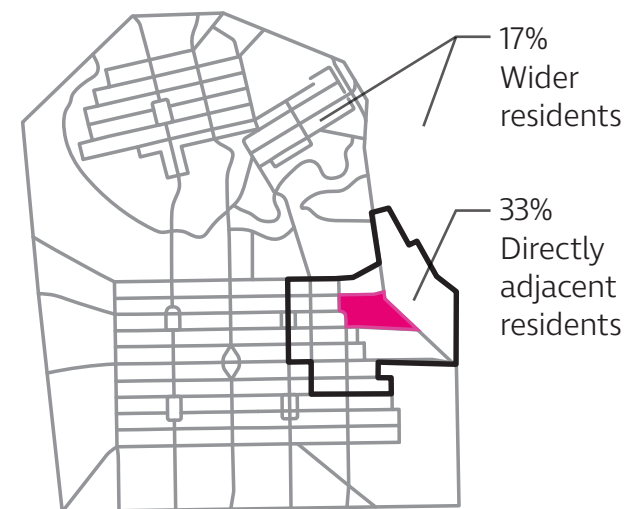 17%
Wider
residents
33%
Directly
adjacent
residents